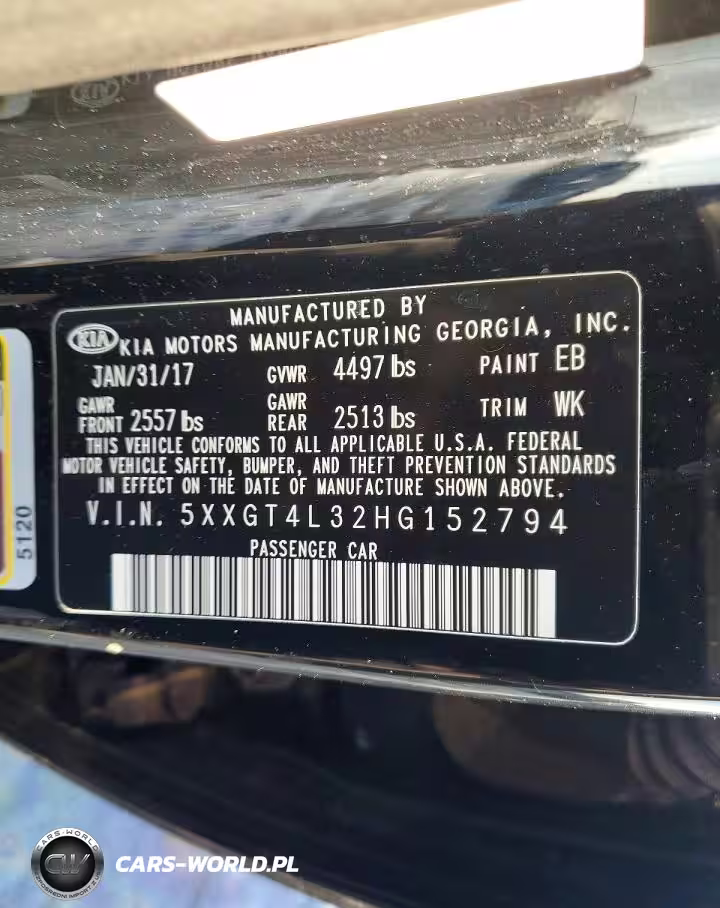 MANUFACTURED BY
KIA KIA MOTORS MANUFACTURING GEORGIA, INC.
JAN/31/17 GVWR 4497 lbs PAINT EB
GAWR FRONT 2557 lbs GAWR REAR 2513 lbs TRIM WK
THIS VEHICLE CONFORMS TO ALL APPLICABLE U.S.A. FEDERAL
MOTOR VEHICLE SAFETY, BUMPER, AND THEFT PREVENTION STANDARDS
IN EFFECT ON THE DATE OF MANUFACTURE SHOWN ABOVE.
V.I.N. 5XXGT4L32HG152794
PASSENGER CAR
5120
CARS-WORLD
CARS-WORLD.PL